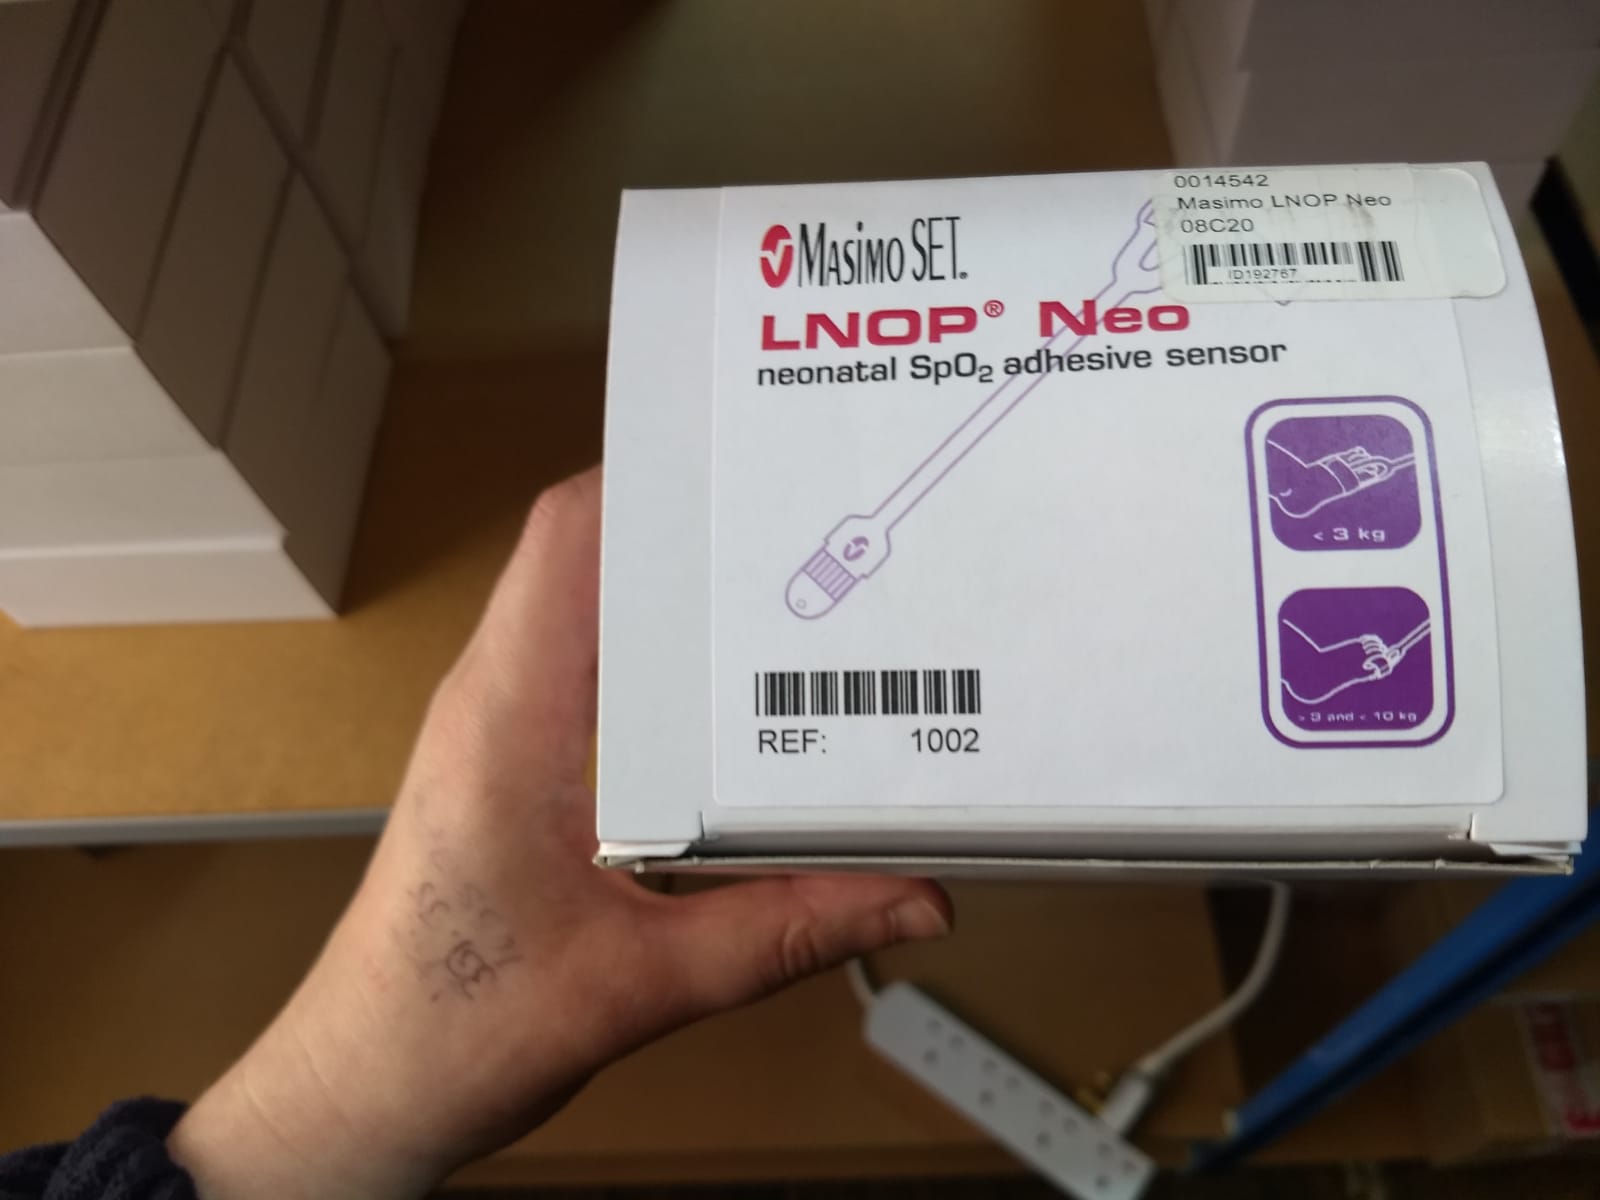 0014542
Masimo LNOP Neo
08C20
ID192767
MASIMO SET.
LNOP® Neo
neonatal SpO2 adhesive sensor
< 3 kg
> 3 and < 10 kg
REF: 1002